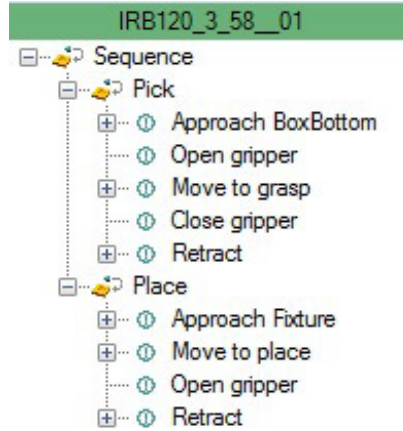 IRB120_3_58__01
Sequence
Pick
Approach BoxBottom
Open gripper
Move to grasp
Close gripper
Retract
Place
Approach Fixture
Move to place
Open gripper
Retract